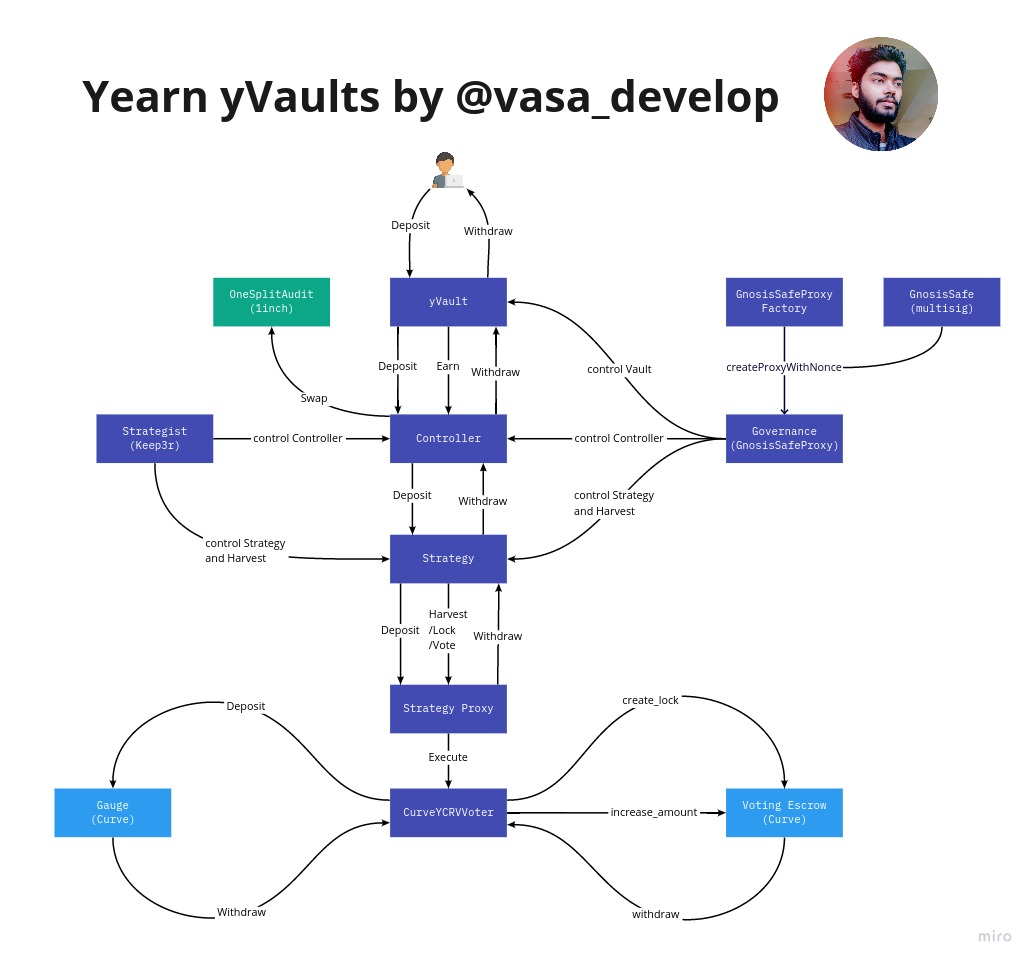 Yearn yVaults by @vasa_develop
Deposit
Withdraw
OneSplitAudit
(1inch)
yVault
GnosisSafeProxy
Factory
GnosisSafe
(multisig)
Deposit
Earn
Withdraw
control Vault
createProxyWithNonce
Swap
Strategist
(Keep3r)
control Controller
Controller
control Controller
Governance
(GnosisSafeProxy)
Deposit
Withdraw
control Strategy
and Harvest
control Strategy
and Harvest
Strategy
Deposit
Harvest
/Lock
/Vote
Withdraw
Strategy Proxy
Deposit
create_lock
Execute
Gauge
(Curve)
CurveYCRVVoter
increase_amount
Voting Escrow
(Curve)
Withdraw
withdraw
miro